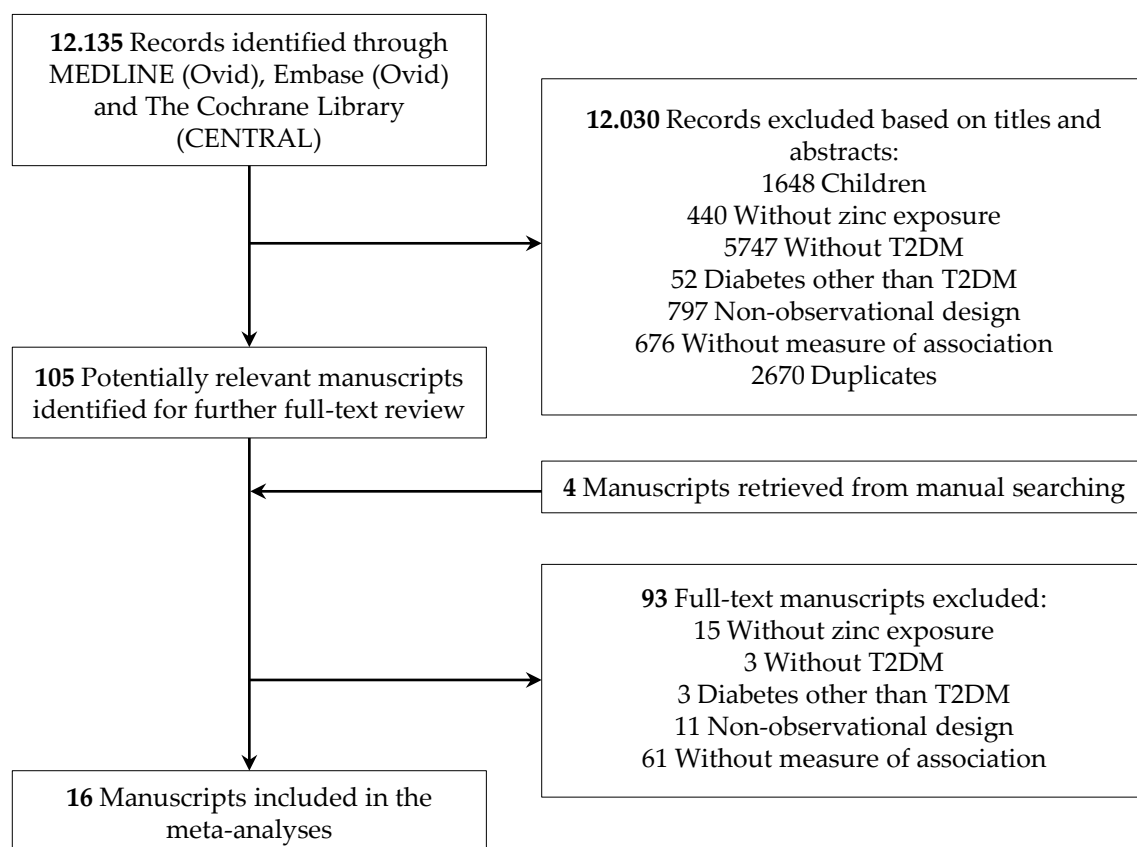 12.135 Records identified through
MEDLINE (Ovid), Embase (Ovid)
and The Cochrane Library
(CENTRAL)
12.030 Records excluded based on titles and
abstracts:
1648 Children
440 Without zinc exposure
5747 Without T2DM
52 Diabetes other than T2DM
797 Non-observational design
676 Without measure of association
2670 Duplicates
105 Potentially relevant manuscripts
identified for further full-text review
4 Manuscripts retrieved from manual searching
93 Full-text manuscripts excluded:
15 Without zinc exposure
3 Without T2DM
3 Diabetes other than T2DM
11 Non-observational design
61 Without measure of association
16 Manuscripts included in the
meta-analyses